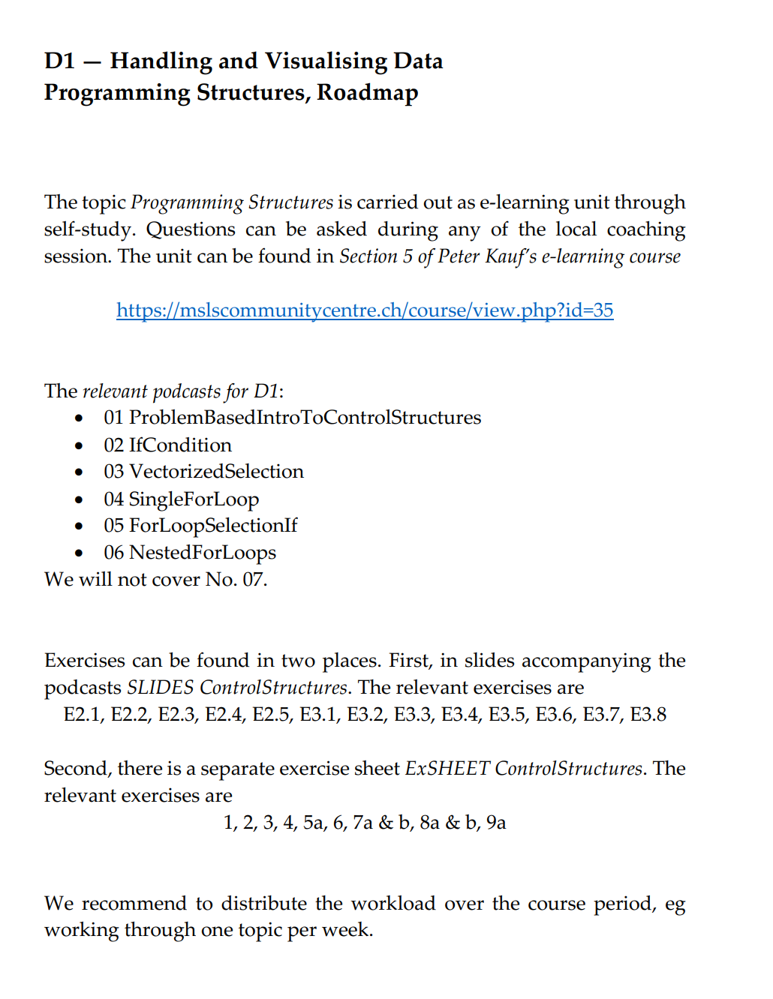 D1 — Handling and Visualising Data
Programming Structures, Roadmap
The topic Programming Structures is carried out as e-learning unit through
self-study. Questions can be asked during any of the local coaching
session. The unit can be found in Section 5 of Peter Kauf's e-learning course
https://mslscommunitycentre.ch/course/view.php?id=35
The relevant podcasts for D1:
• 01 ProblemBasedIntroToControlStructures
• 02 IfCondition
• 03 VectorizedSelection
• 04 SingleForLoop
• 05 ForLoopSelectionIf
• 06 NestedForLoops
We will not cover No. 07.
Exercises can be found in two places. First, in slides accompanying the
podcasts SLIDES ControlStructures. The relevant exercises are
E2.1, E2.2, E2.3, E2.4, E2.5, E3.1, E3.2, E3.3, E3.4, E3.5, E3.6, E3.7, E3.8
Second, there is a separate exercise sheet ExSHEET ControlStructures. The
relevant exercises are
1, 2, 3, 4, 5a, 6, 7a & b, 8a & b, 9a
We recommend to distribute the workload over the course period, eg
working through one topic per week.